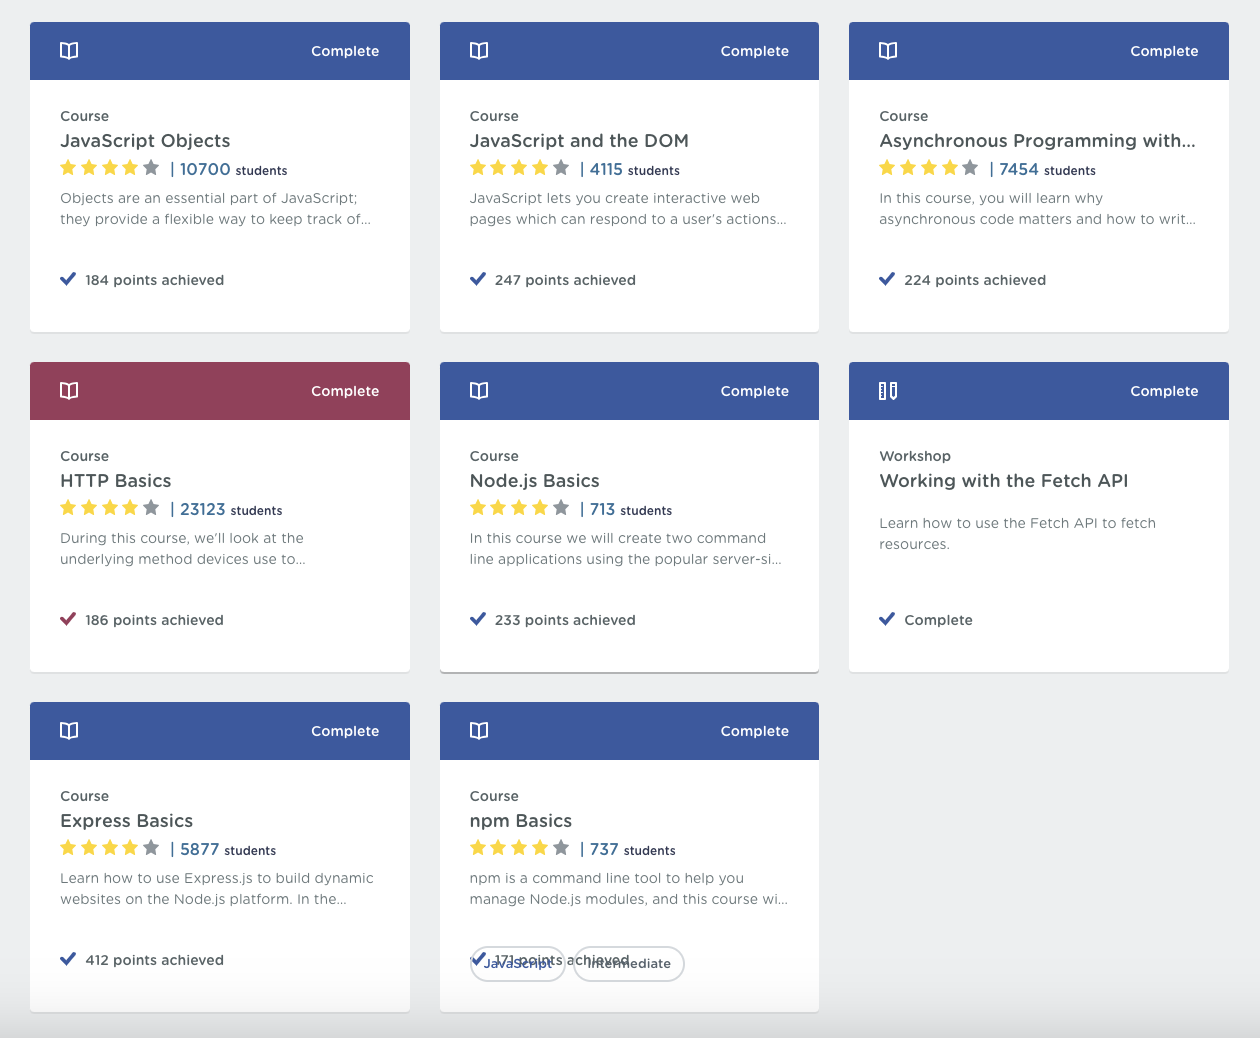 Complete
Course
JavaScript Objects
| 10700 students
Objects are an essential part of JavaScript;
they provide a flexible way to keep track of...
184 points achieved
Complete
Course
JavaScript and the DOM
| 4115 students
JavaScript lets you create interactive web
pages which can respond to a user's actions...
247 points achieved
Complete
Course
Asynchronous Programming with...
| 7454 students
In this course, you will learn why
asynchronous code matters and how to writ...
224 points achieved
Complete
Course
HTTP Basics
| 23123 students
During this course, we'll look at the
underlying method devices use to...
186 points achieved
Complete
Course
Node.js Basics
| 713 students
In this course we will create two command
line applications using the popular server-si...
233 points achieved
Complete
Workshop
Working with the Fetch API
Learn how to use the Fetch API to fetch
resources.
Complete
Complete
Course
Express Basics
| 5877 students
Learn how to use Express.js to build dynamic
websites on the Node.js platform. In the...
412 points achieved
Complete
Course
npm Basics
| 737 students
npm is a command line tool to help you
manage Node.js modules, and this course wi...
171 points achieved
JavaScript Intermediate